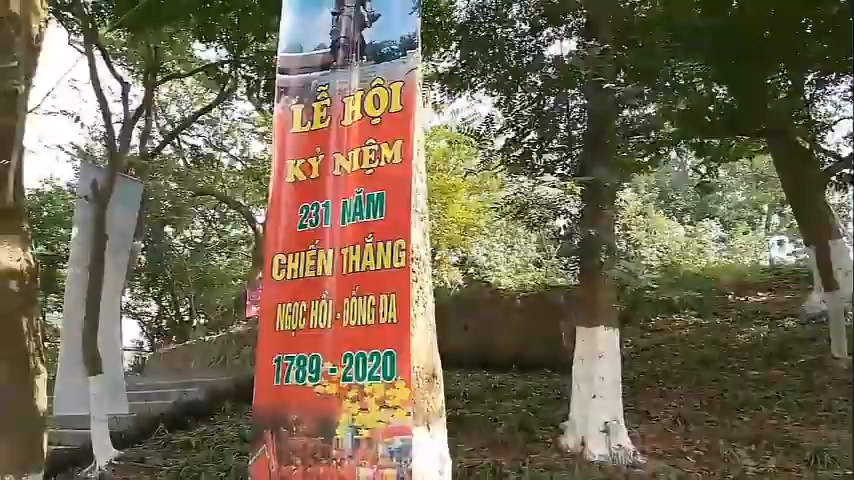 LỄ HỘI
KỶ NIỆM
231 NĂM
CHIẾN THẮNG
NGỌC HỒI - ĐỐNG ĐA
1789 - 2020